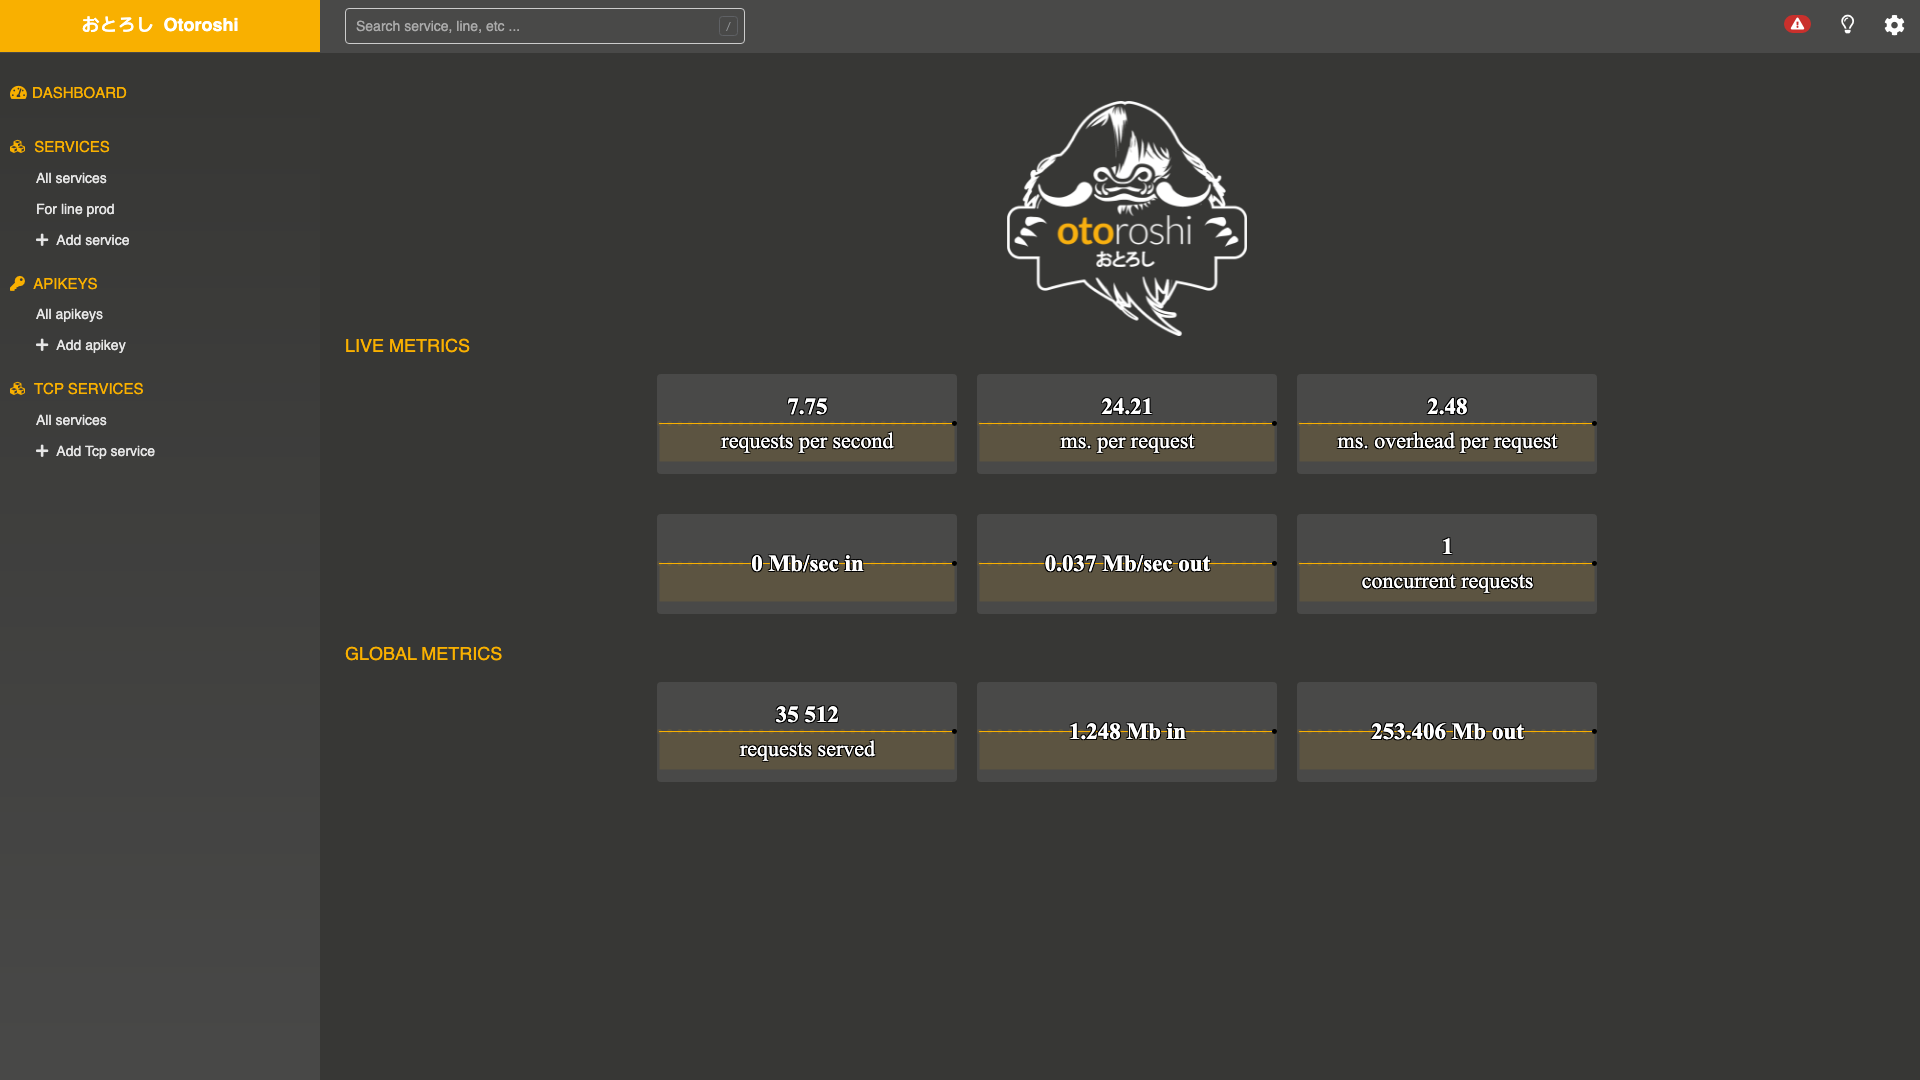 おとろし Otoroshi
Search service, line, etc ...
/
DASHBOARD
SERVICES
All services
For line prod
Add service
APIKEYS
All apikeys
Add apikey
TCP SERVICES
All services
Add Tcp service
otoroshi
おとろし
LIVE METRICS
7.75
requests per second
24.21
ms. per request
2.48
ms. overhead per request
0 Mb/sec in
0.037 Mb/sec out
1
concurrent requests
GLOBAL METRICS
35 512
requests served
1.248 Mb in
253.406 Mb out